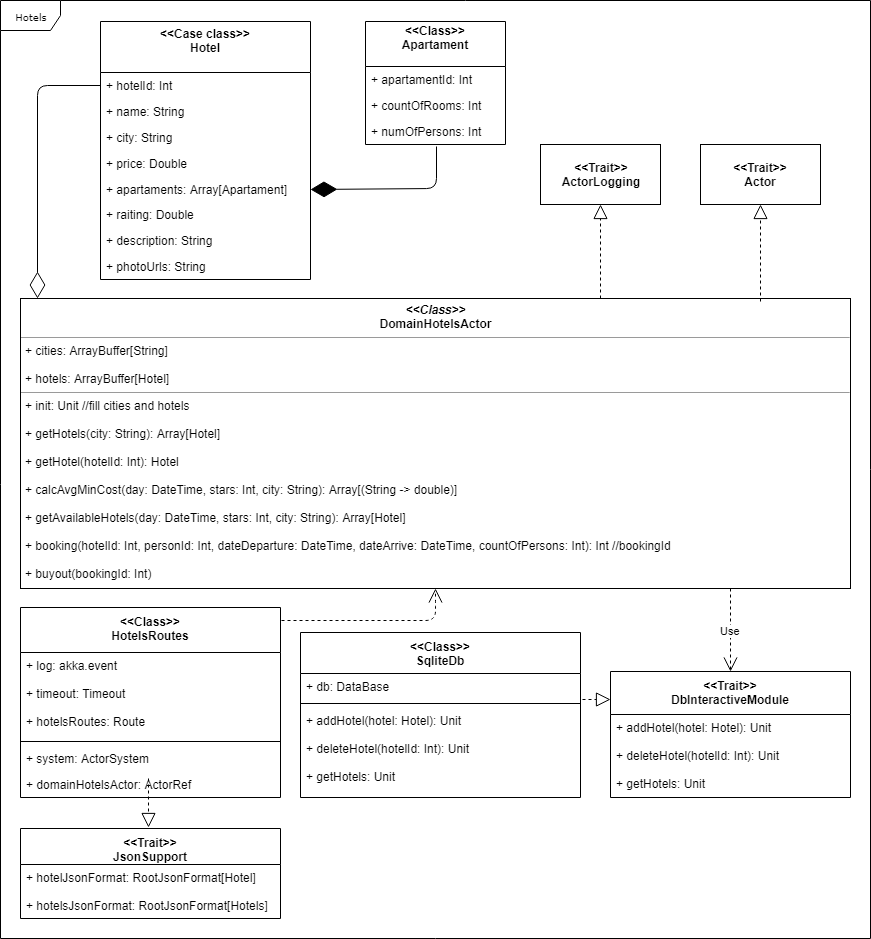 Hotels
<<Case class>>
Hotel
+ hotelId: Int
+ name: String
+ city: String
+ price: Double
+ apartaments: Array[Apartament]
+ raiting: Double
+ description: String
+ photoUrls: String
<<Class>>
Apartament
+ apartamentId: Int
+ countOfRooms: Int
+ numOfPersons: Int
<<Trait>>
ActorLogging
<<Trait>>
Actor
<<Class>>
DomainHotelsActor
+ cities: ArrayBuffer[String]
+ hotels: ArrayBuffer[Hotel]
+ init: Unit //fill cities and hotels
+ getHotels(city: String): Array[Hotel]
+ getHotel(hotelId: Int): Hotel
+ calcAvgMinCost(day: DateTime, stars: Int, city: String): Array[(String -> double)]
+ getAvailableHotels(day: DateTime, stars: Int, city: String): Array[Hotel]
+ booking(hotelId: Int, personId: Int, dateDeparture: DateTime, dateArrive: DateTime, countOfPersons: Int): Int //bookingId
+ buyout(bookingId: Int)
<<Class>>
HotelsRoutes
+ log: akka.event
+ timeout: Timeout
+ hotelsRoutes: Route
+ system: ActorSystem
+ domainHotelsActor: ActorRef
<<Class>>
SqliteDb
+ db: DataBase
+ addHotel(hotel: Hotel): Unit
+ deleteHotel(hotelId: Int): Unit
+ getHotels: Unit
Use
<<Trait>>
DbInteractiveModule
+ addHotel(hotel: Hotel): Unit
+ deleteHotel(hotelId: Int): Unit
+ getHotels: Unit
<<Trait>>
JsonSupport
+ hotelJsonFormat: RootJsonFormat[Hotel]
+ hotelsJsonFormat: RootJsonFormat[Hotels]